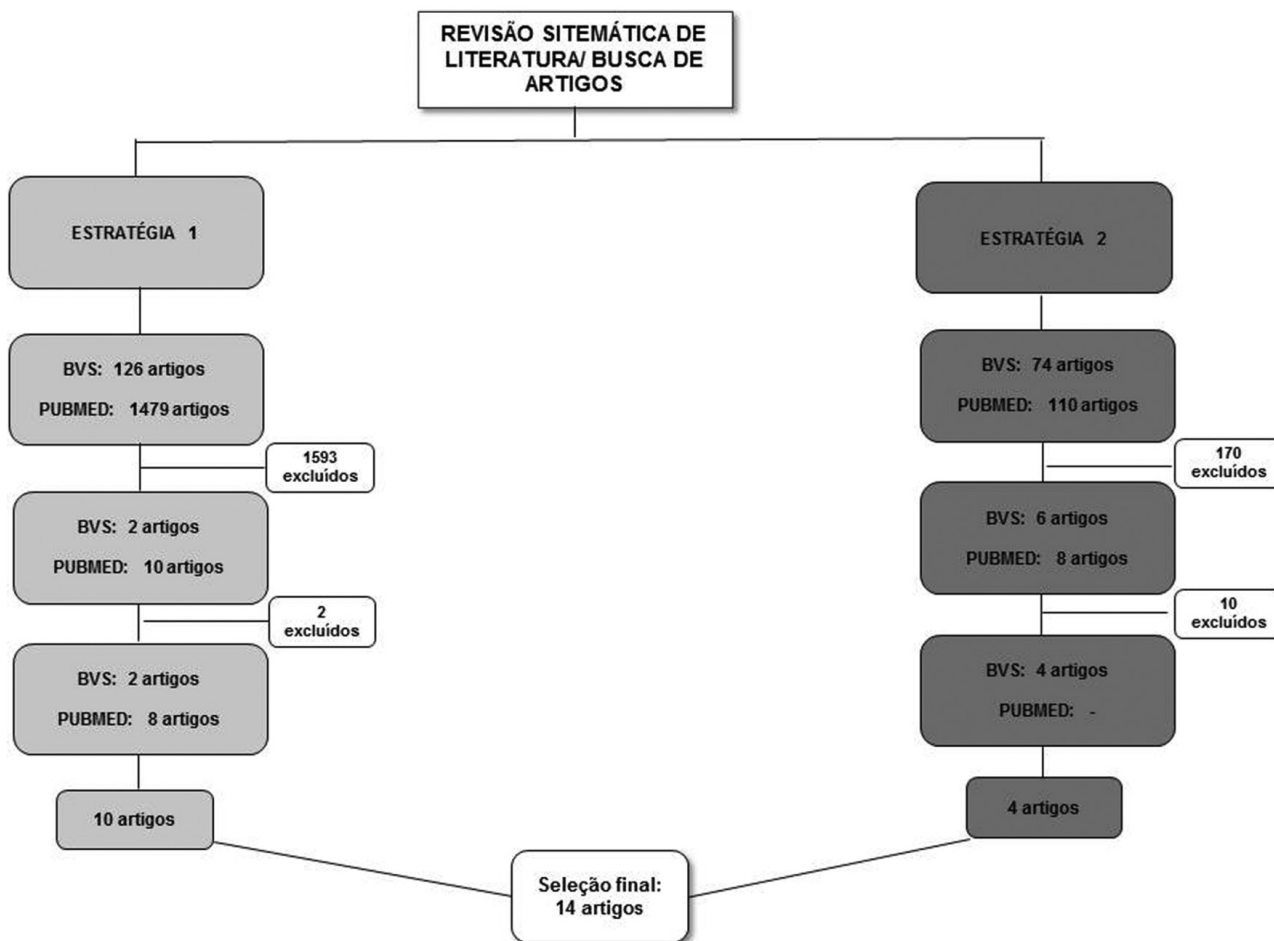 REVISÃO SITEMÁTICA DE
LITERATURA/ BUSCA DE
ARTIGOS
ESTRATÉGIA 1
BVS: 126 artigos
PUBMED: 1479 artigos
1593
excluídos
BVS: 2 artigos
PUBMED: 10 artigos
2
excluídos
BVS: 2 artigos
PUBMED: 8 artigos
10 artigos
ESTRATÉGIA 2
BVS: 74 artigos
PUBMED: 110 artigos
170
excluídos
BVS: 6 artigos
PUBMED: 8 artigos
10
excluídos
BVS: 4 artigos
PUBMED: -
4 artigos
Seleção final:
14 artigos